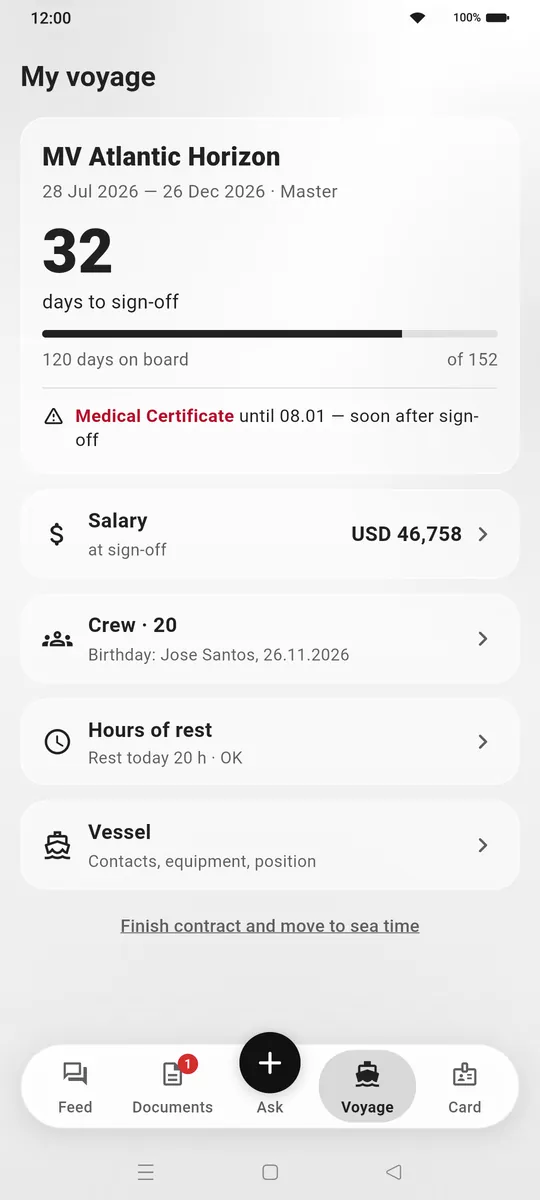 12:00
100%
My voyage
MV Atlantic Horizon
28 Jul 2026 — 26 Dec 2026 · Master
32
days to sign-off
120 days on board
of 152
Medical Certificate until 08.01 — soon after sign-
off
Salary
at sign-off
USD 46,758
Crew · 20
Birthday: Jose Santos, 26.11.2026
Hours of rest
Rest today 20 h · OK
Vessel
Contacts, equipment, position
Finish contract and move to sea time
1
Feed
Documents
Ask
Voyage
Card